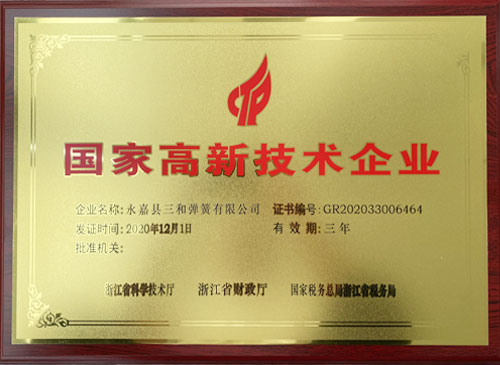 CTP
国家高新技术企业
企业名称:永嘉县三和弹簧有限公司 证书编号:GR202033006464
发证时间:2020年12月1日 有效期:三年
批准机关:
浙江省科学技术厅 浙江省财政厅 国家税务总局浙江省税务局